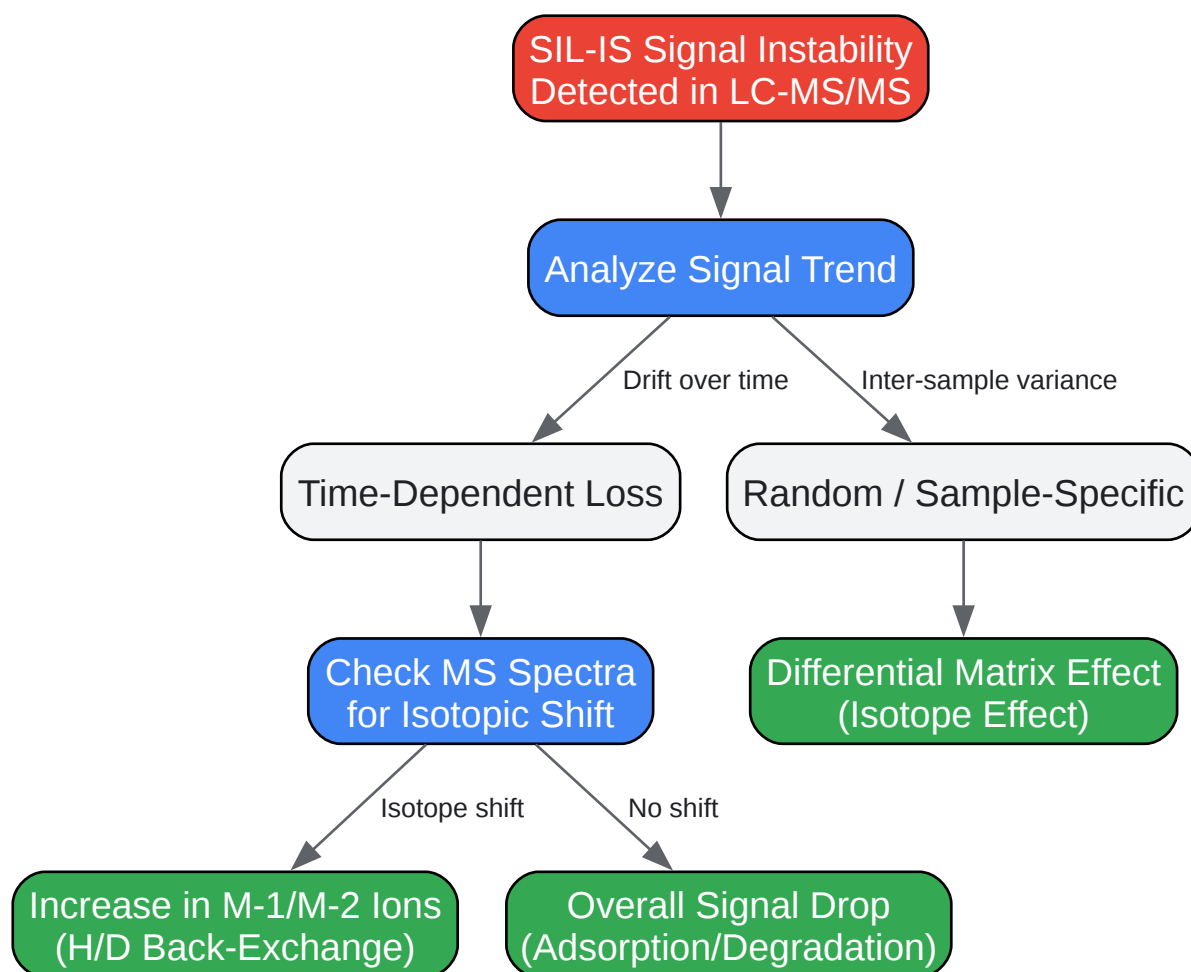 SIL-IS Signal Instability
Detected in LC-MS/MS
Analyze Signal Trend
Drift over time
Inter-sample variance
Time-Dependent Loss
Random / Sample-Specific
Check MS Spectra
for Isotopic Shift
Differential Matrix Effect
(Isotope Effect)
Isotope shift
No shift
Increase in M-1/M-2 Ions
(H/D Back-Exchange)
Overall Signal Drop
(Adsorption/Degradation)